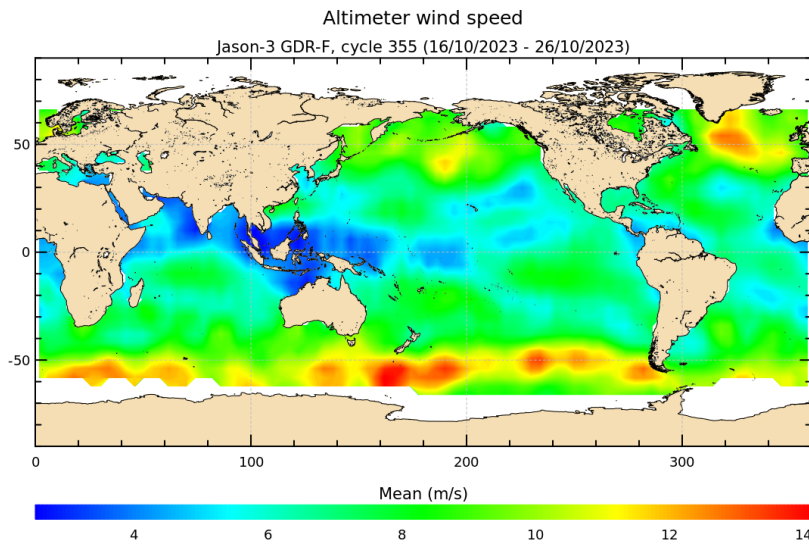 Altimeter wind speed
Jason-3 GDR-F, cycle 355 (16/10/2023 - 26/10/2023)
50
0
-50
0 100 200 300
Mean (m/s)
4 6 8 10 12 14